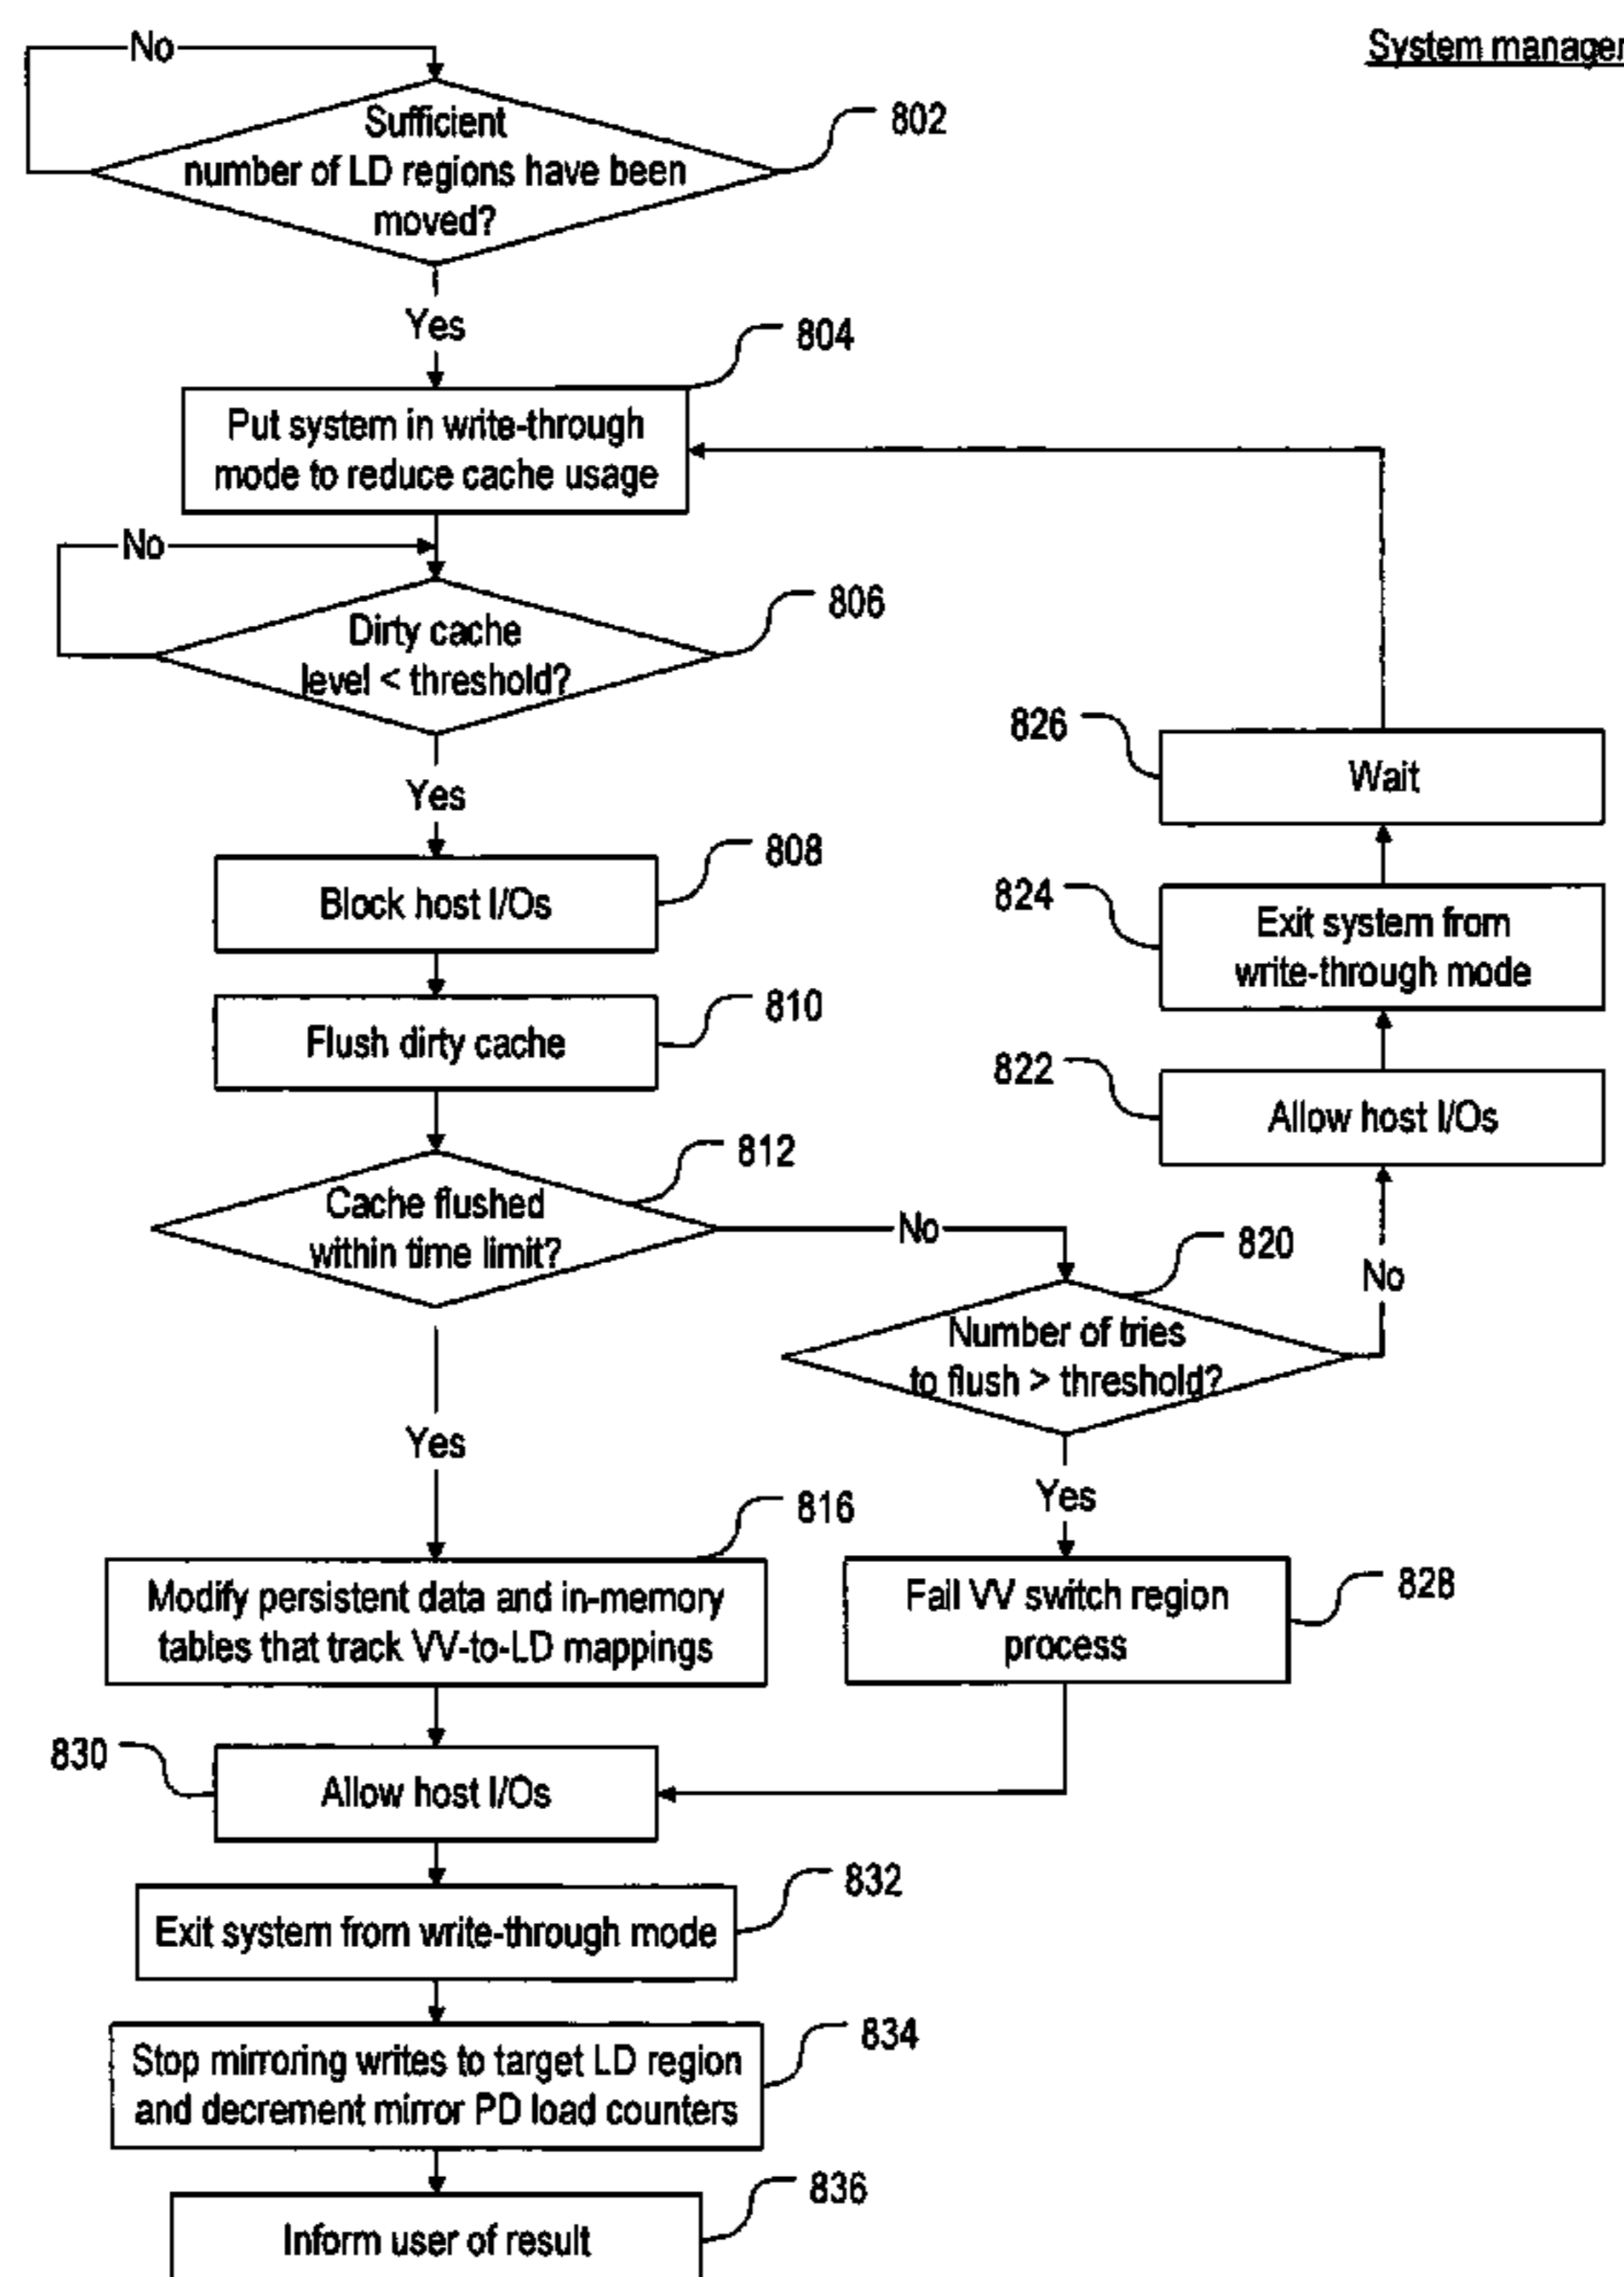 System manager
No
Sufficient
number of LD regions have been
moved?
802
Yes
804
Put system in write-through
mode to reduce cache usage
No
806
Dirty cache
level < threshold?
826
Wait
Yes
808
Block host I/Os
824
Exit system from
write-through mode
810
Flush dirty cache
822
Allow host I/Os
812
Cache flushed
within time limit?
No
820
No
Number of tries
to flush > threshold?
Yes
Yes
816
Modify persistent data and in-memory
tables that track VV-to-LD mappings
828
Fail VV switch region
process
830
Allow host I/Os
832
Exit system from write-through mode
834
Stop mirroring writes to target LD region
and decrement mirror PD load counters
836
Inform user of result